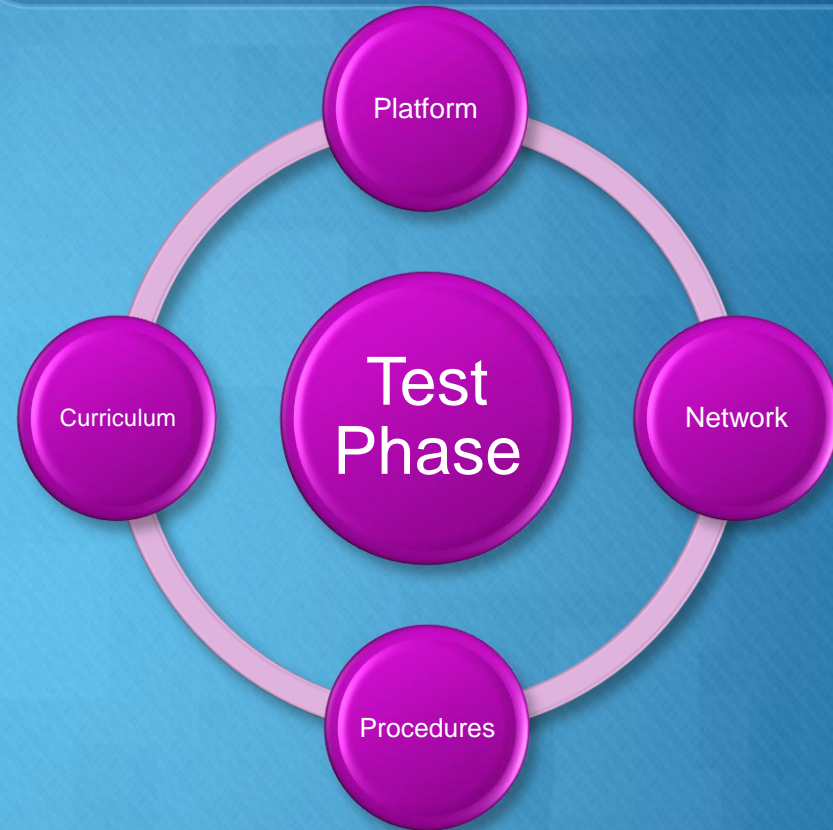 Platform
Test
Phase
Curriculum
Network
Procedures